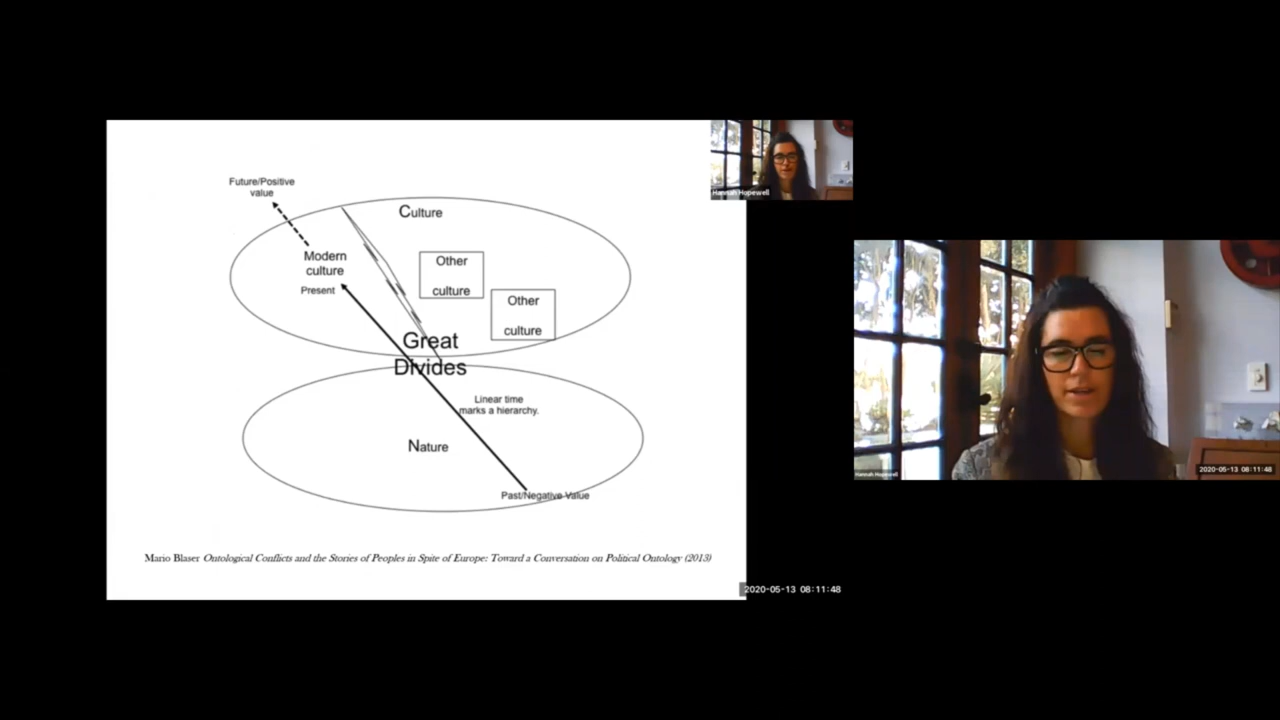 Future/Positive
value
Culture
Modern
culture
Present
Other
culture
Other
culture
Great
Divides
Linear time
marks a hierarchy.
Nature
Past/Negative Value
Mario Blaser Ontological Conflicts and the Stories of Peoples in Spite of Europe: Toward a Conversation on Political Ontology (2013)
2020-05-13 08:11:48
Hannah Hopewell
Hannah Hopewell
2020-05-13 08:11:48